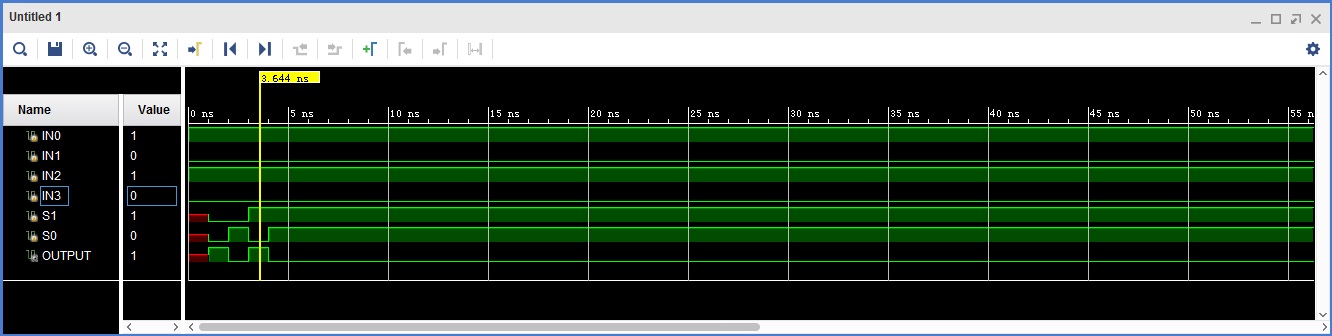 Untitled 1
3.644 ns
Name Value
0 ns 5 ns 10 ns 15 ns 20 ns 25 ns 30 ns 35 ns 40 ns 45 ns 50 ns 55 n
IN0 1
IN1 0
IN2 1
IN3 0
S1 1
S0 0
OUTPUT 1